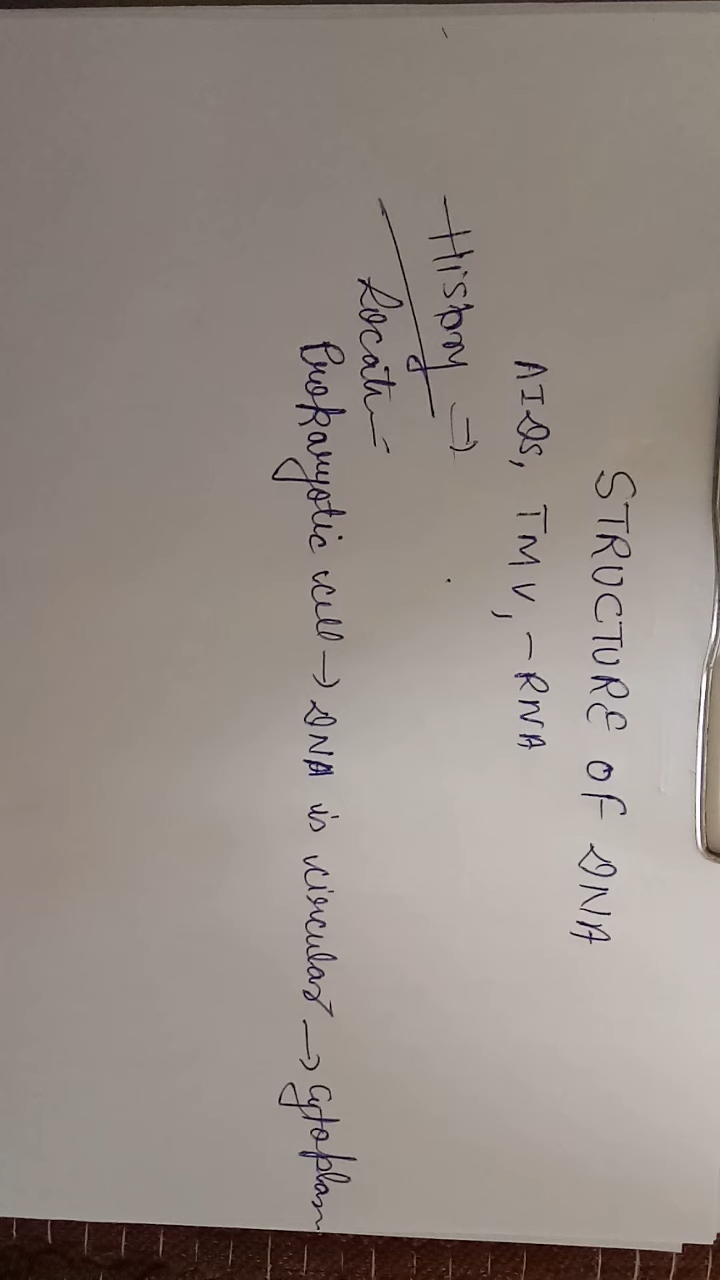 STRUCTURE OF DNA
AIDs, TMV, - RNA
History =>
Locatn
Prokaryotic cell → DNA is circular → Cytoplasm